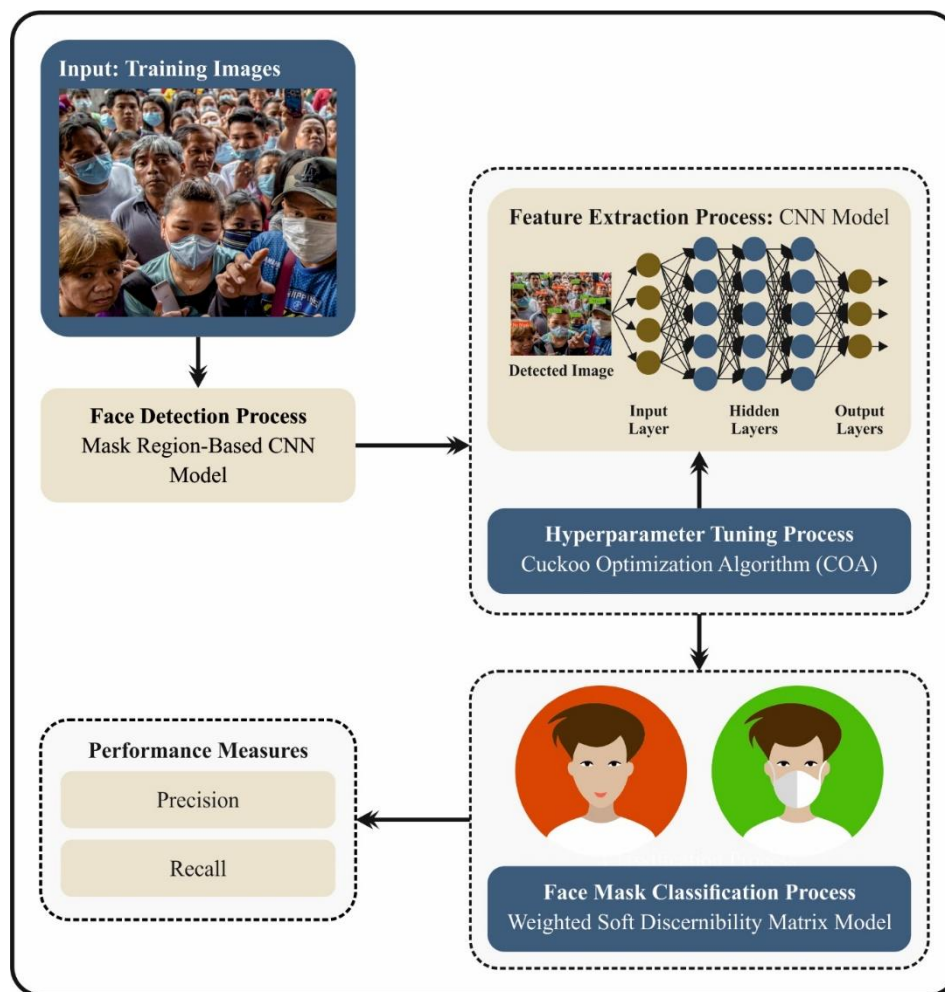 Input: Training Images
Feature Extraction Process: CNN Model
Detected Image
Input
Layer
Hidden
Layers
Output
Layers
Face Detection Process
Mask Region-Based CNN
Model
Hyperparameter Tuning Process
Cuckoo Optimization Algorithm (COA)
Performance Measures
Precision
Recall
Face Mask Classification Process
Weighted Soft Discernibility Matrix Model